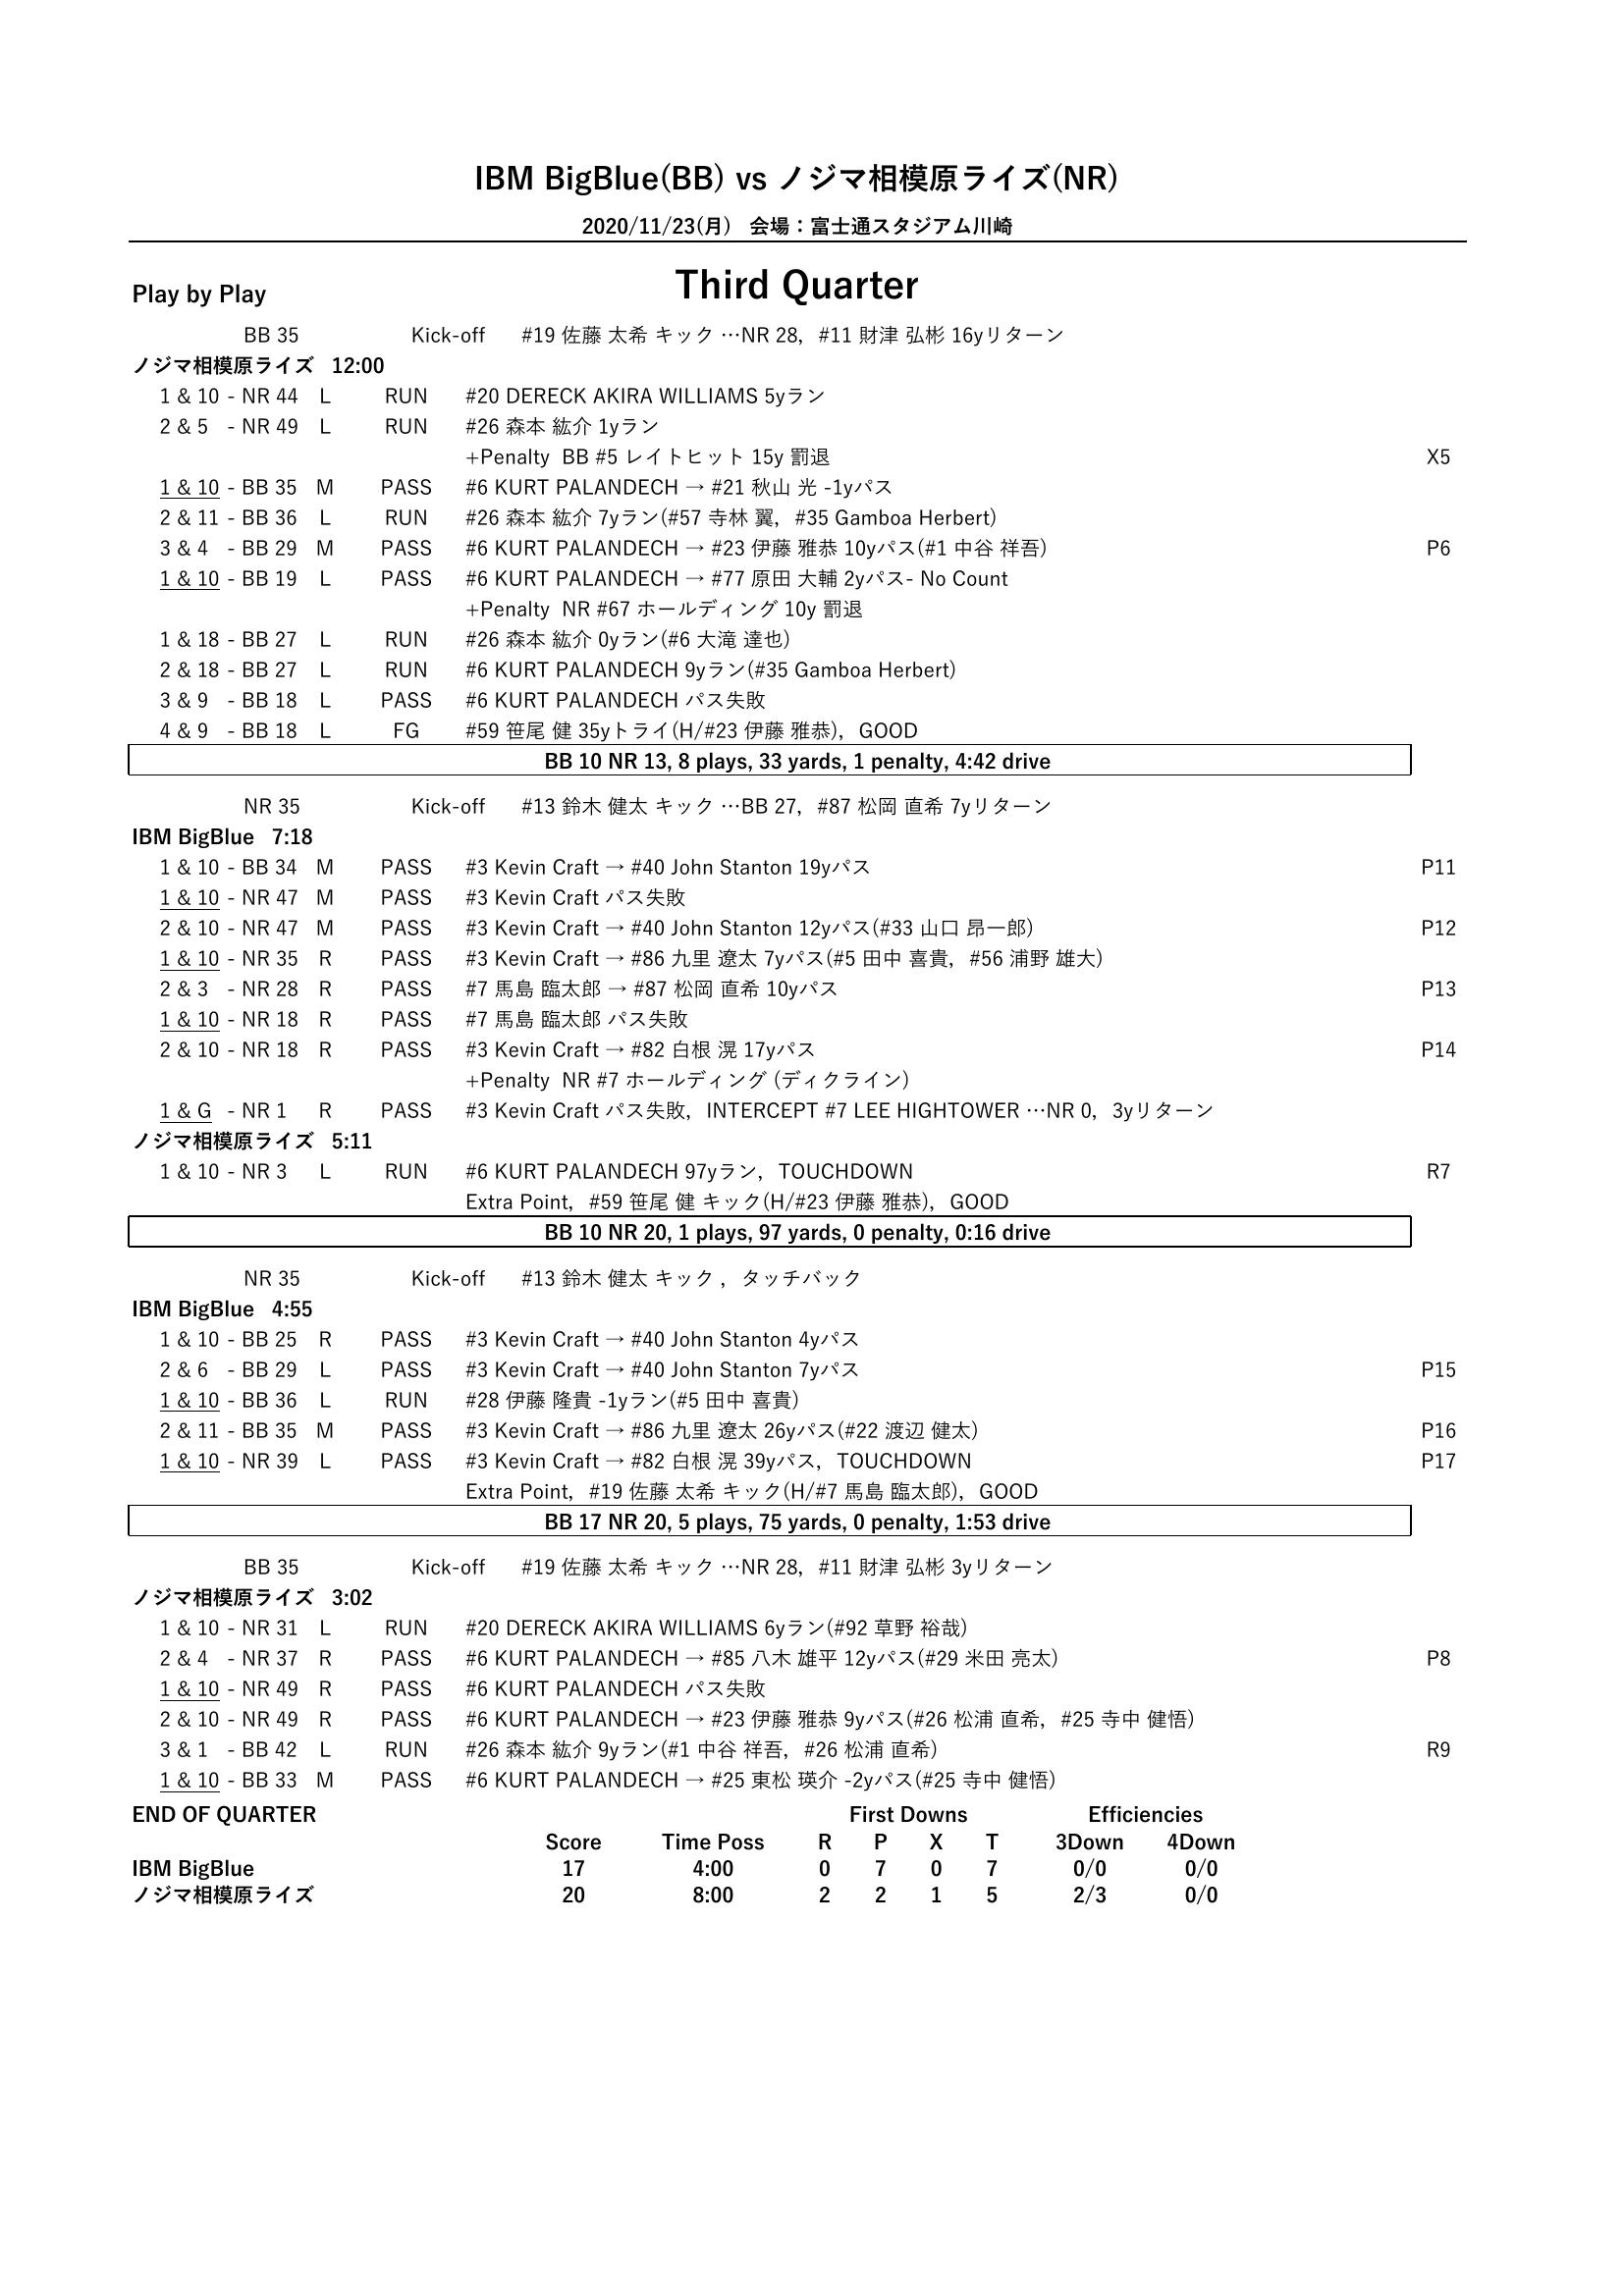 IBM BigBlue(BB) vs ノジマ相模原ライズ(NR)
2020/11/23(月) 会場：富士通スタジアム川崎
Play by Play Third Quarter
BB 35 Kick-off #19 佐藤 太希 キック …NR 28, #11 財津 弘彬 16yリターン
ノジマ相模原ライズ 12:00
1 & 10 - NR 44 L RUN #20 DERECK AKIRA WILLIAMS 5yラン
2 & 5 - NR 49 L RUN #26 森本 紘介 1yラン
+Penalty BB #5 レイトヒット 15y 罰退 X5
1 & 10 - BB 35 M PASS #6 KURT PALANDECH → #21 秋山 光 -1yパス
2 & 11 - BB 36 L RUN #26 森本 紘介 7yラン(#57 寺林 翼, #35 Gamboa Herbert)
3 & 4 - BB 29 M PASS #6 KURT PALANDECH → #23 伊藤 雅恭 10yパス(#1 中谷 祥吾) P6
1 & 10 - BB 19 L PASS #6 KURT PALANDECH → #77 原田 大輔 2yパス- No Count
+Penalty NR #67 ホールディング 10y 罰退
1 & 18 - BB 27 L RUN #26 森本 紘介 0yラン(#6 大滝 達也)
2 & 18 - BB 27 L RUN #6 KURT PALANDECH 9yラン(#35 Gamboa Herbert)
3 & 9 - BB 18 L PASS #6 KURT PALANDECH パス失敗
4 & 9 - BB 18 L FG #59 笹尾 健 35yトライ(H/#23 伊藤 雅恭), GOOD
BB 10 NR 13, 8 plays, 33 yards, 1 penalty, 4:42 drive
NR 35 Kick-off #13 鈴木 健太 キック …BB 27, #87 松岡 直希 7yリターン
IBM BigBlue 7:18
1 & 10 - BB 34 M PASS #3 Kevin Craft → #40 John Stanton 19yパス P11
1 & 10 - NR 47 M PASS #3 Kevin Craft パス失敗
2 & 10 - NR 47 M PASS #3 Kevin Craft → #40 John Stanton 12yパス(#33 山口 昂一郎) P12
1 & 10 - NR 35 R PASS #3 Kevin Craft → #86 九里 遼太 7yパス(#5 田中 喜貴, #56 浦野 雄大)
2 & 3 - NR 28 R PASS #7 馬島 臨太郎 → #87 松岡 直希 10yパス P13
1 & 10 - NR 18 R PASS #7 馬島 臨太郎 パス失敗
2 & 10 - NR 18 R PASS #3 Kevin Craft → #82 白根 滉 17yパス P14
+Penalty NR #7 ホールディング (ディクライン)
1 & G - NR 1 R PASS #3 Kevin Craft パス失敗, INTERCEPT #7 LEE HIGHTOWER …NR 0, 3yリターン
ノジマ相模原ライズ 5:11
1 & 10 - NR 3 L RUN #6 KURT PALANDECH 97yラン, TOUCHDOWN R7
Extra Point, #59 笹尾 健 キック(H/#23 伊藤 雅恭), GOOD
BB 10 NR 20, 1 plays, 97 yards, 0 penalty, 0:16 drive
NR 35 Kick-off #13 鈴木 健太 キック , タッチバック
IBM BigBlue 4:55
1 & 10 - BB 25 R PASS #3 Kevin Craft → #40 John Stanton 4yパス
2 & 6 - BB 29 L PASS #3 Kevin Craft → #40 John Stanton 7yパス P15
1 & 10 - BB 36 L RUN #28 伊藤 隆貴 -1yラン(#5 田中 喜貴)
2 & 11 - BB 35 M PASS #3 Kevin Craft → #86 九里 遼太 26yパス(#22 渡辺 健太) P16
1 & 10 - NR 39 L PASS #3 Kevin Craft → #82 白根 滉 39yパス, TOUCHDOWN P17
Extra Point, #19 佐藤 太希 キック(H/#7 馬島 臨太郎), GOOD
BB 17 NR 20, 5 plays, 75 yards, 0 penalty, 1:53 drive
BB 35 Kick-off #19 佐藤 太希 キック …NR 28, #11 財津 弘彬 3yリターン
ノジマ相模原ライズ 3:02
1 & 10 - NR 31 L RUN #20 DERECK AKIRA WILLIAMS 6yラン(#92 草野 裕哉)
2 & 4 - NR 37 R PASS #6 KURT PALANDECH → #85 八木 雄平 12yパス(#29 米田 亮太) P8
1 & 10 - NR 49 R PASS #6 KURT PALANDECH パス失敗
2 & 10 - NR 49 R PASS #6 KURT PALANDECH → #23 伊藤 雅恭 9yパス(#26 松浦 直希, #25 寺中 健悟)
3 & 1 - BB 42 L RUN #26 森本 紘介 9yラン(#1 中谷 祥吾, #26 松浦 直希) R9
1 & 10 - BB 33 M PASS #6 KURT PALANDECH → #25 東松 瑛介 -2yパス(#25 寺中 健悟)
END OF QUARTER First Downs Efficiencies
Score Time Poss R P X T 3Down 4Down
IBM BigBlue 17 4:00 0 7 0 7 0/0 0/0
ノジマ相模原ライズ 20 8:00 2 2 1 5 2/3 0/0